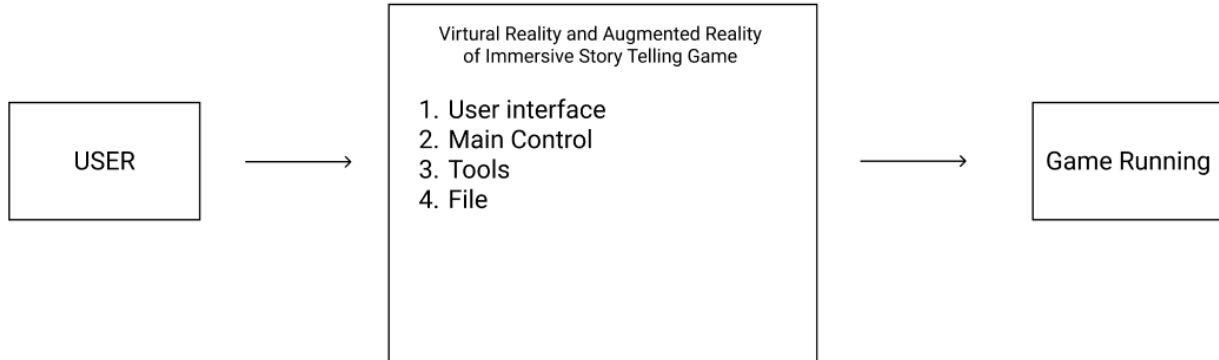 USER
Virtural Reality and Augmented Reality
of Immersive Story Telling Game
1. User interface
2. Main Control
3. Tools
4. File
Game Running